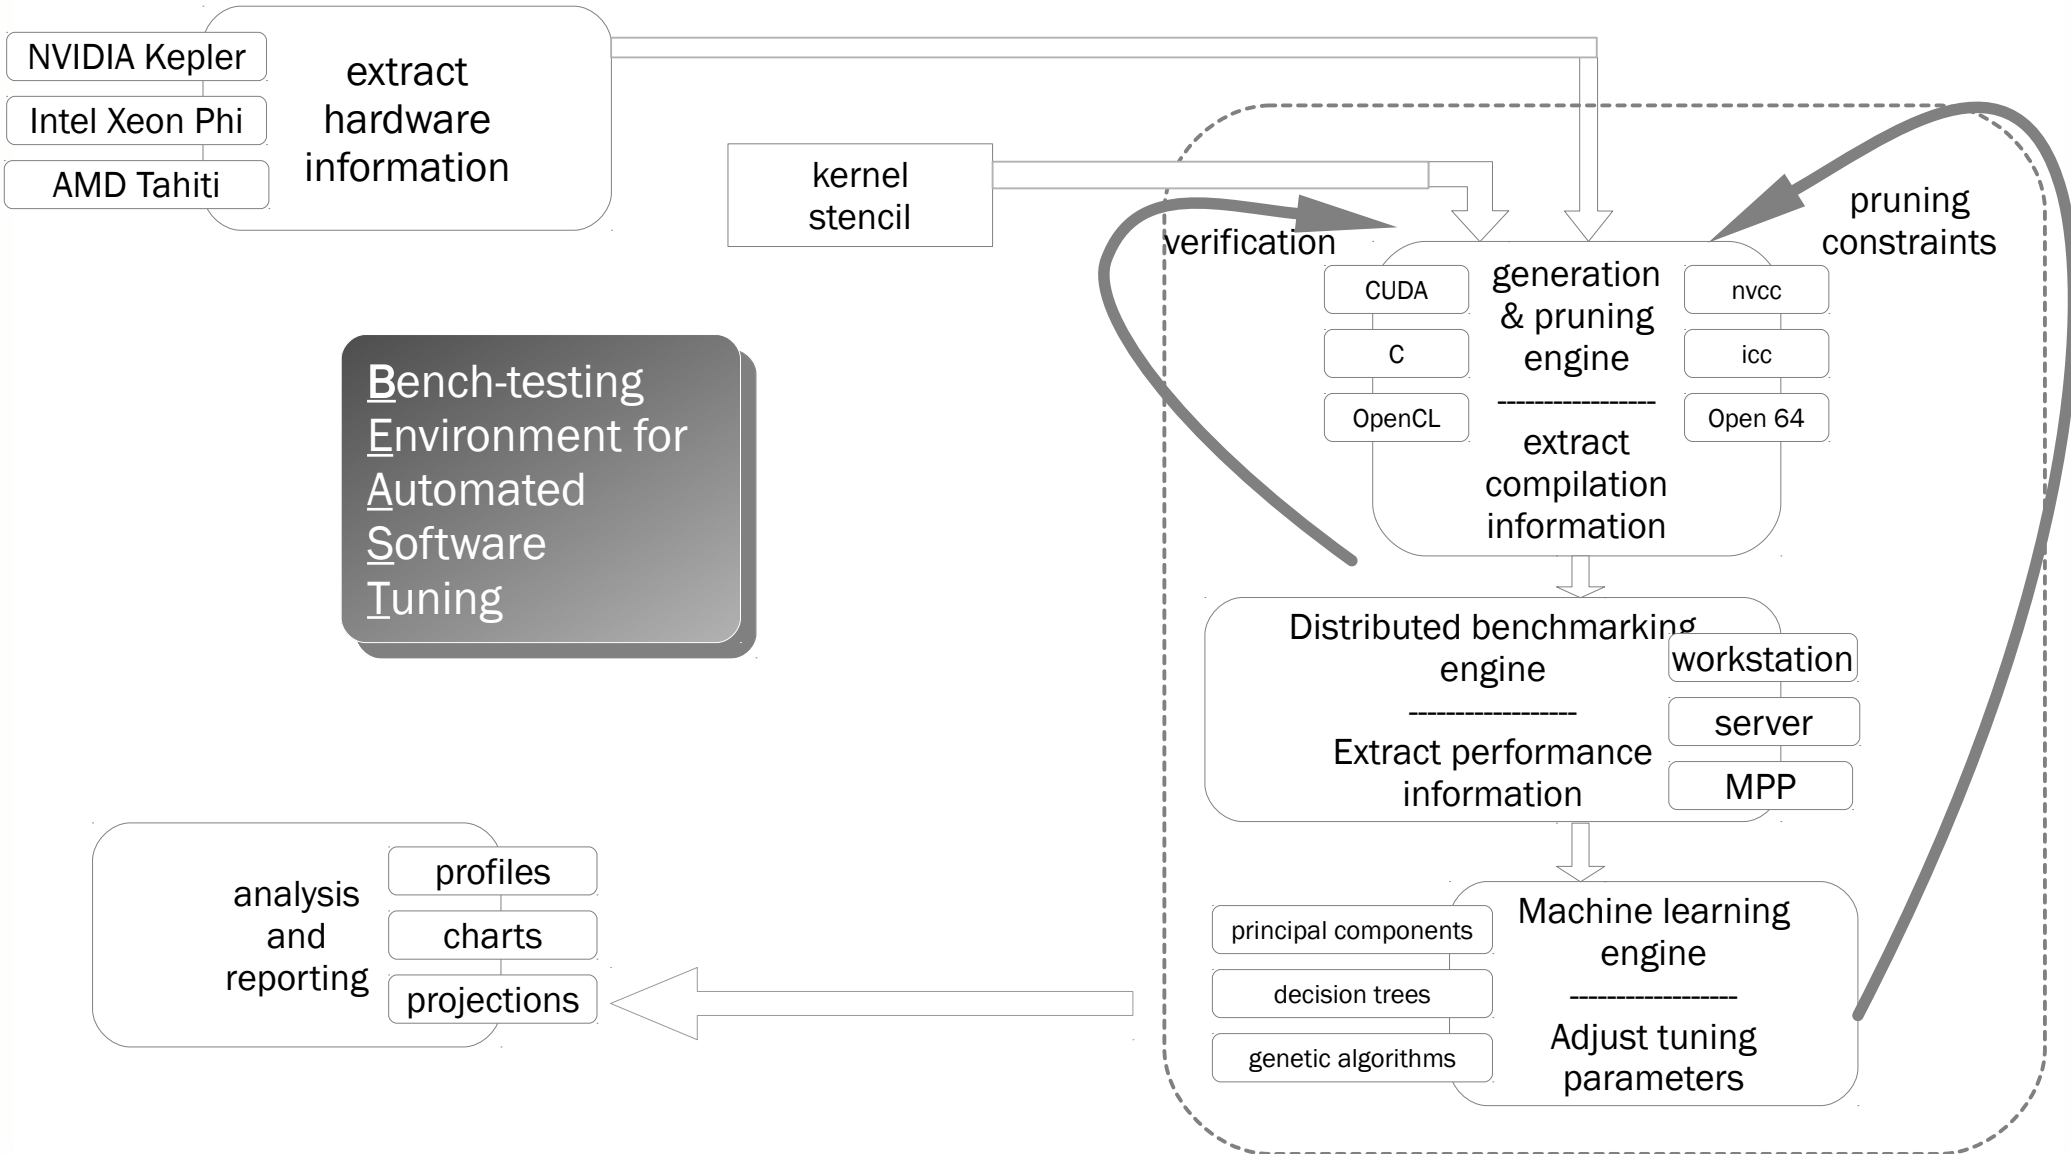 NVIDIA Kepler
Intel Xeon Phi
AMD Tahiti
extract
hardware
information
kernel
stencil
verification
pruning
constraints
CUDA
C
OpenCL
generation
& pruning
engine
-----------------
extract
compilation
information
nvcc
icc
Open 64
Bench-testing
Environment for
Automated
Software
Tuning
Distributed benchmarking
engine
------------------
Extract performance
information
workstation
server
MPP
analysis
and
reporting
profiles
charts
projections
principal components
decision trees
genetic algorithms
Machine learning
engine
------------------
Adjust tuning
parameters